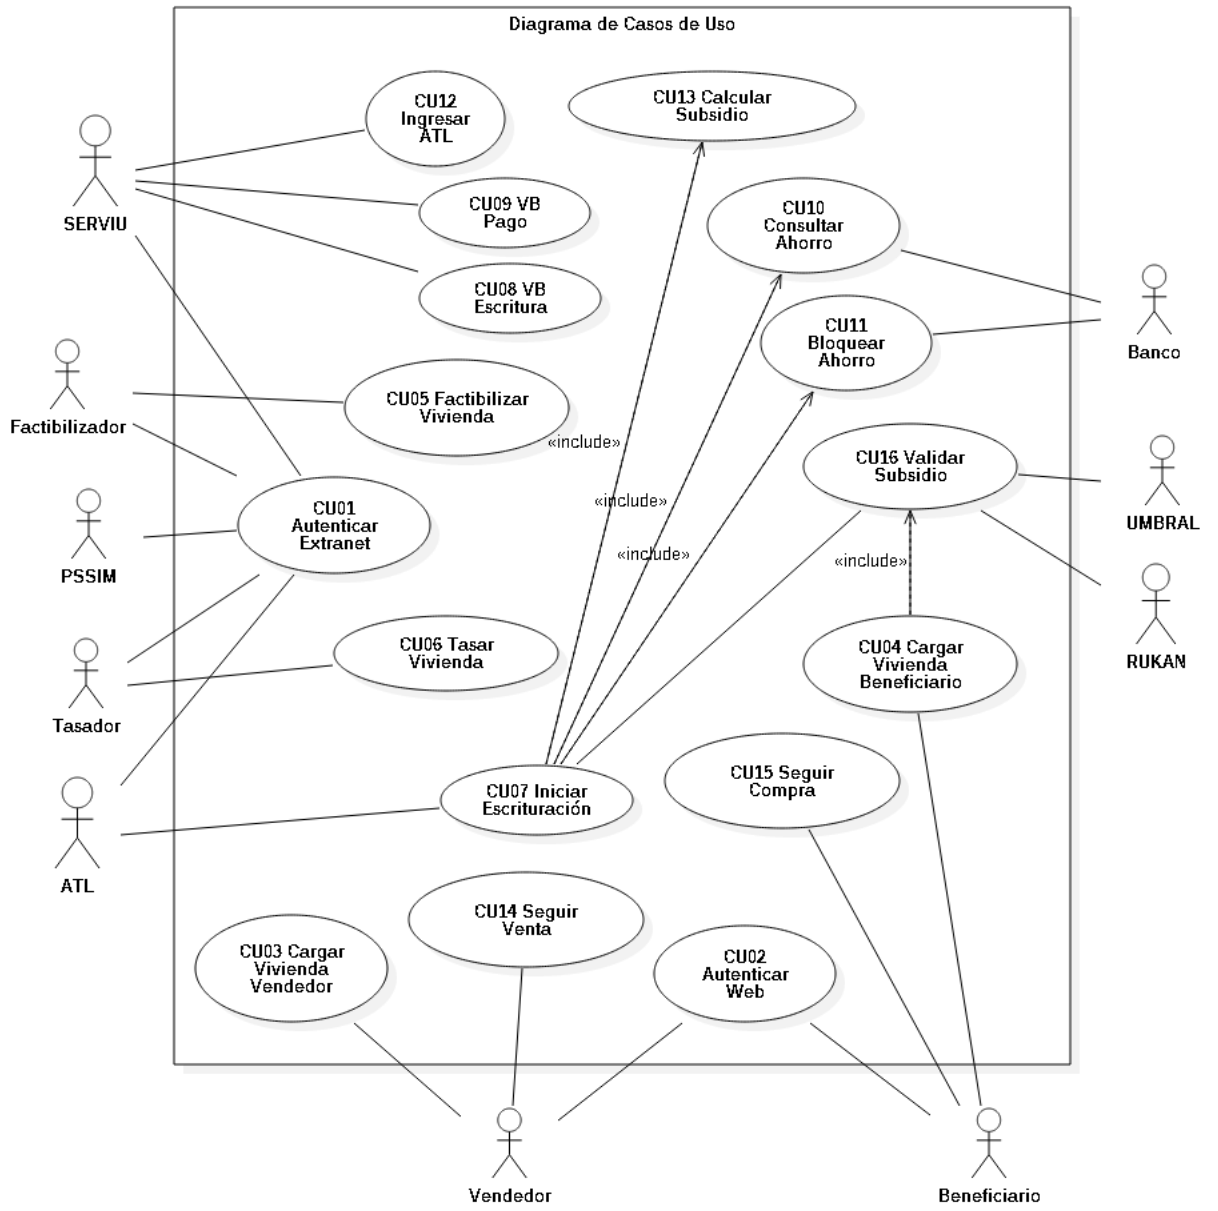 Diagrama de Casos de Uso
CU12
Ingresar
ATL
CU13 Calcular
Subsidio
SERVIU
CU09 VB
Pago
CU10
Consultar
Ahorro
CU08 VB
Escritura
CU11
Bloquear
Ahorro
Banco
Factibilizador
CU05 Factibilizar
Vivienda
«include»
CU16 Validar
Subsidio
UMBRAL
CU01
Autenticar
Extranet
«include»
«include»
«include»
PSSIM
RUKAN
CU06 Tasar
Vivienda
CU04 Cargar
Vivienda
Beneficiario
Tasador
CU07 Iniciar
Escrituración
CU15 Seguir
Compra
ATL
CU14 Seguir
Venta
CU03 Cargar
Vivienda
Vendedor
CU02
Autenticar
Web
Vendedor
Beneficiario